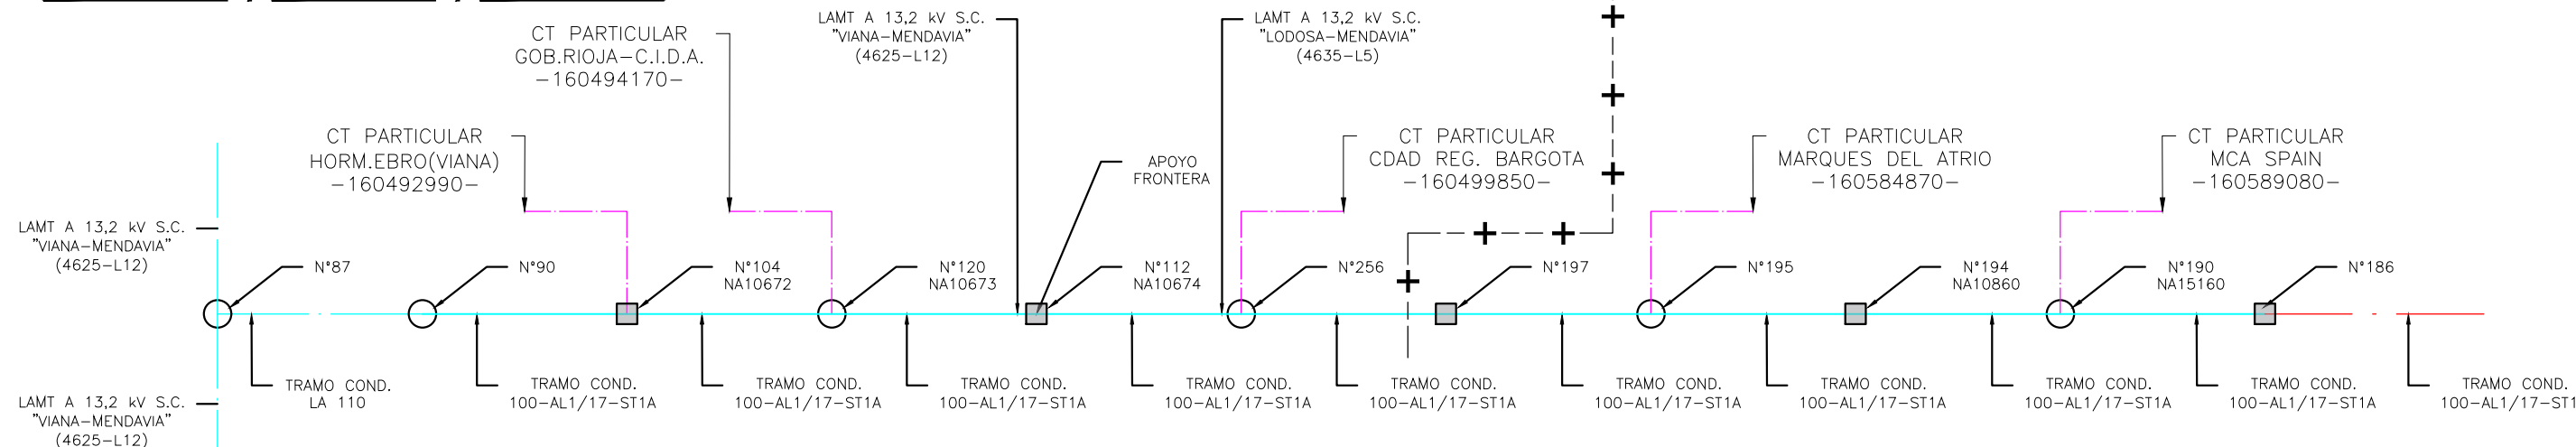 LAMT A 13,2 kV S.C.
"VIANA-MENDAVIA"
(4625-L12)
LAMT A 13,2 kV S.C.
"LODOSA-MENDAVIA"
(4635-L5)
CT PARTICULAR
GOB.RIOJA-C.I.D.A.
-160494170-
CT PARTICULAR
HORM.EBRO(VIANA)
-160492990-
APOYO
FRONTERA
CT PARTICULAR
CDAD REG. BARGOTA
-160499850-
CT PARTICULAR
MARQUES DEL ATRIO
-160584870-
CT PARTICULAR
MCA SPAIN
-160589080-
LAMT A 13,2 kV S.C.
"VIANA-MENDAVIA"
(4625-L12)
N°87
N°90
N°104
NA10672
N°120
NA10673
N°112
NA10674
N°256
N°197
N°195
N°194
NA10860
N°190
NA15160
N°186
TRAMO COND.
LA 110
TRAMO COND.
100-AL1/17-ST1A
TRAMO COND.
100-AL1/17-ST1A
TRAMO COND.
100-AL1/17-ST1A
TRAMO COND.
100-AL1/17-ST1A
TRAMO COND.
100-AL1/17-ST1A
TRAMO COND.
100-AL1/17-ST1A
TRAMO COND.
100-AL1/17-ST1A
TRAMO COND.
100-AL1/17-ST1A
TRAMO COND.
100-AL1/17-ST1A
TRAMO COND.
100-AL1/17-ST1
LAMT A 13,2 kV S.C.
"VIANA-MENDAVIA"
(4625-L12)